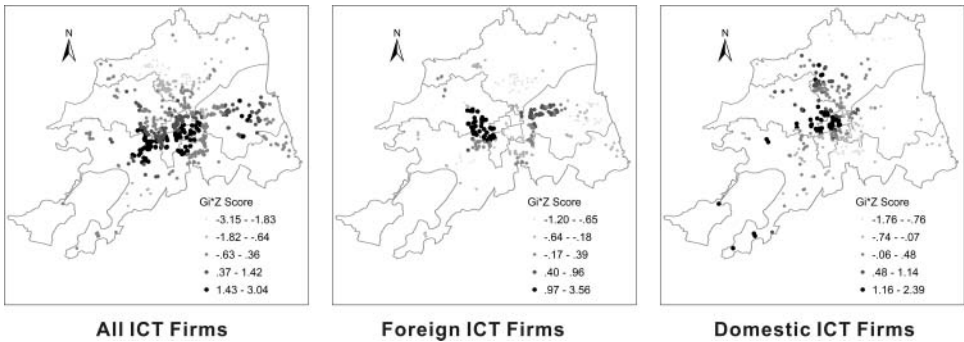 N
Gi*Z Score
-3.15 - -1.83
-1.82 - -.64
-.63 - .36
.37 - 1.42
1.43 - 3.04
All ICT Firms
N
Gi*Z Score
-1.20 - -.65
-.64 - -.18
-.17 - .39
.40 - .96
.97 - 3.56
Foreign ICT Firms
N
Gi*Z Score
-1.76 - -.76
-.74 - -.07
-.06 - .48
.48 - 1.14
1.16 - 2.39
Domestic ICT Firms